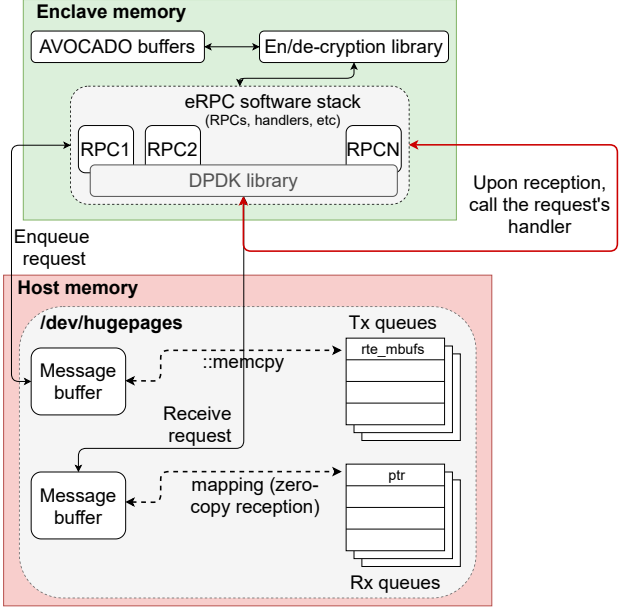 Enclave memory
AVOCADO buffers
En/de-cryption library
eRPC software stack
(RPCs, handlers, etc)
RPC1
RPC2
RPCN
DPDK library
Upon reception,
call the request's
handler
Enqueue
request
Host memory
/dev/hugepages
Tx queues
rte_mbufs
Message
buffer
::memcpy
Receive
request
ptr
Message
buffer
mapping (zero-
copy reception)
Rx queues